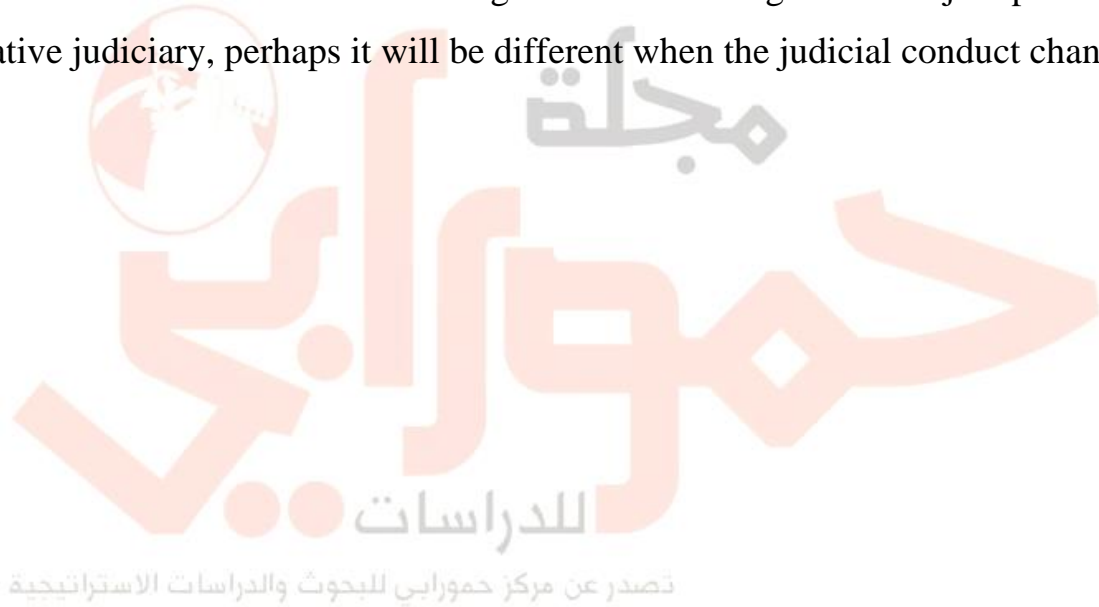 ative judiciary, perhaps it will be different when the judicial conduct chan
مجلة
حمورابي
للدراسات
تصدر عن مركز حمورابي للبحوث والدراسات الاستراتيجية